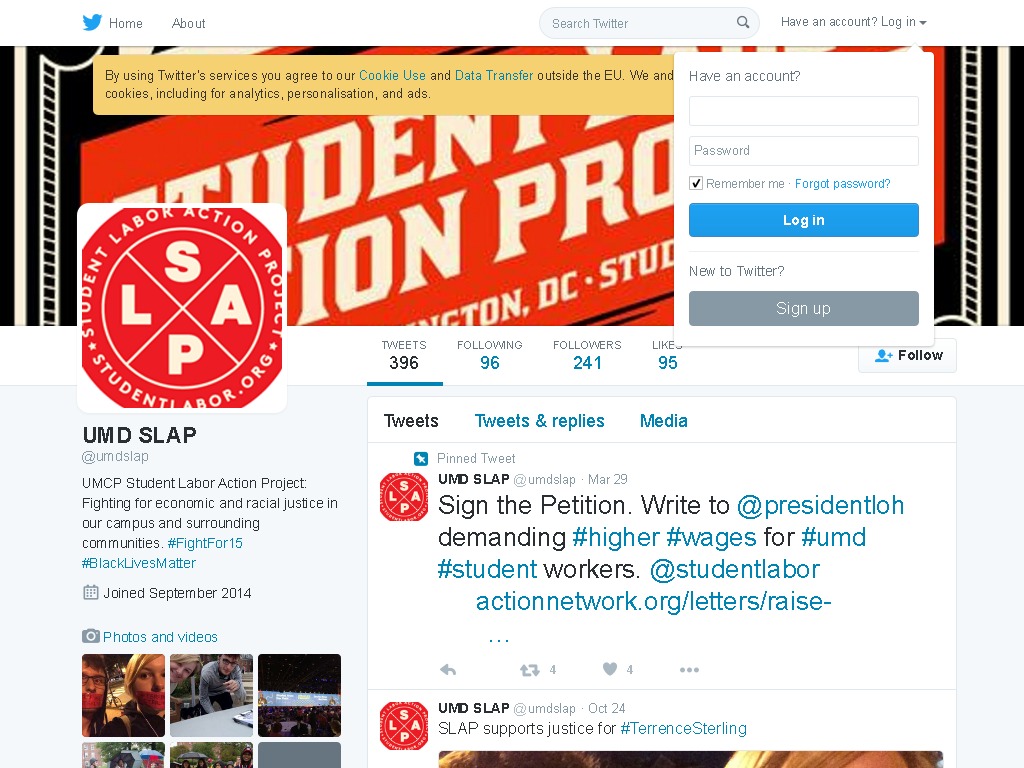 Home
About
Search Twitter
Have an account? Log in
By using Twitter's services you agree to our Cookie Use and Data Transfer outside the EU. We and
cookies, including for analytics, personalisation, and ads.
Have an account?
Password
Remember me · Forgot password?
Log in
New to Twitter?
Sign up
STUDENT
ION PRO
INGTON, DC · STUD
STUDENT LABOR ACTION PROJECT
S
L A
P
★ STUDENTLABOR.ORG ★
TWEETS
396
FOLLOWING
96
FOLLOWERS
241
LIKES
95
Follow
UMD SLAP
@umdslap
UMCP Student Labor Action Project:
Fighting for economic and racial justice in
our campus and surrounding
communities. #FightFor15
#BlackLivesMatter
Joined September 2014
Photos and videos
Tweets
Tweets & replies
Media
Pinned Tweet
UMD SLAP @umdslap · Mar 29
Sign the Petition. Write to @presidentloh
demanding #higher #wages for #umd
#student workers. @studentlabor
actionnetwork.org/letters/raise-
…
4
4
UMD SLAP @umdslap · Oct 24
SLAP supports justice for #TerrenceSterling